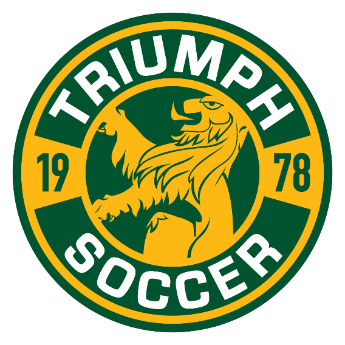 TRIUMPH
19 78
SOCCER